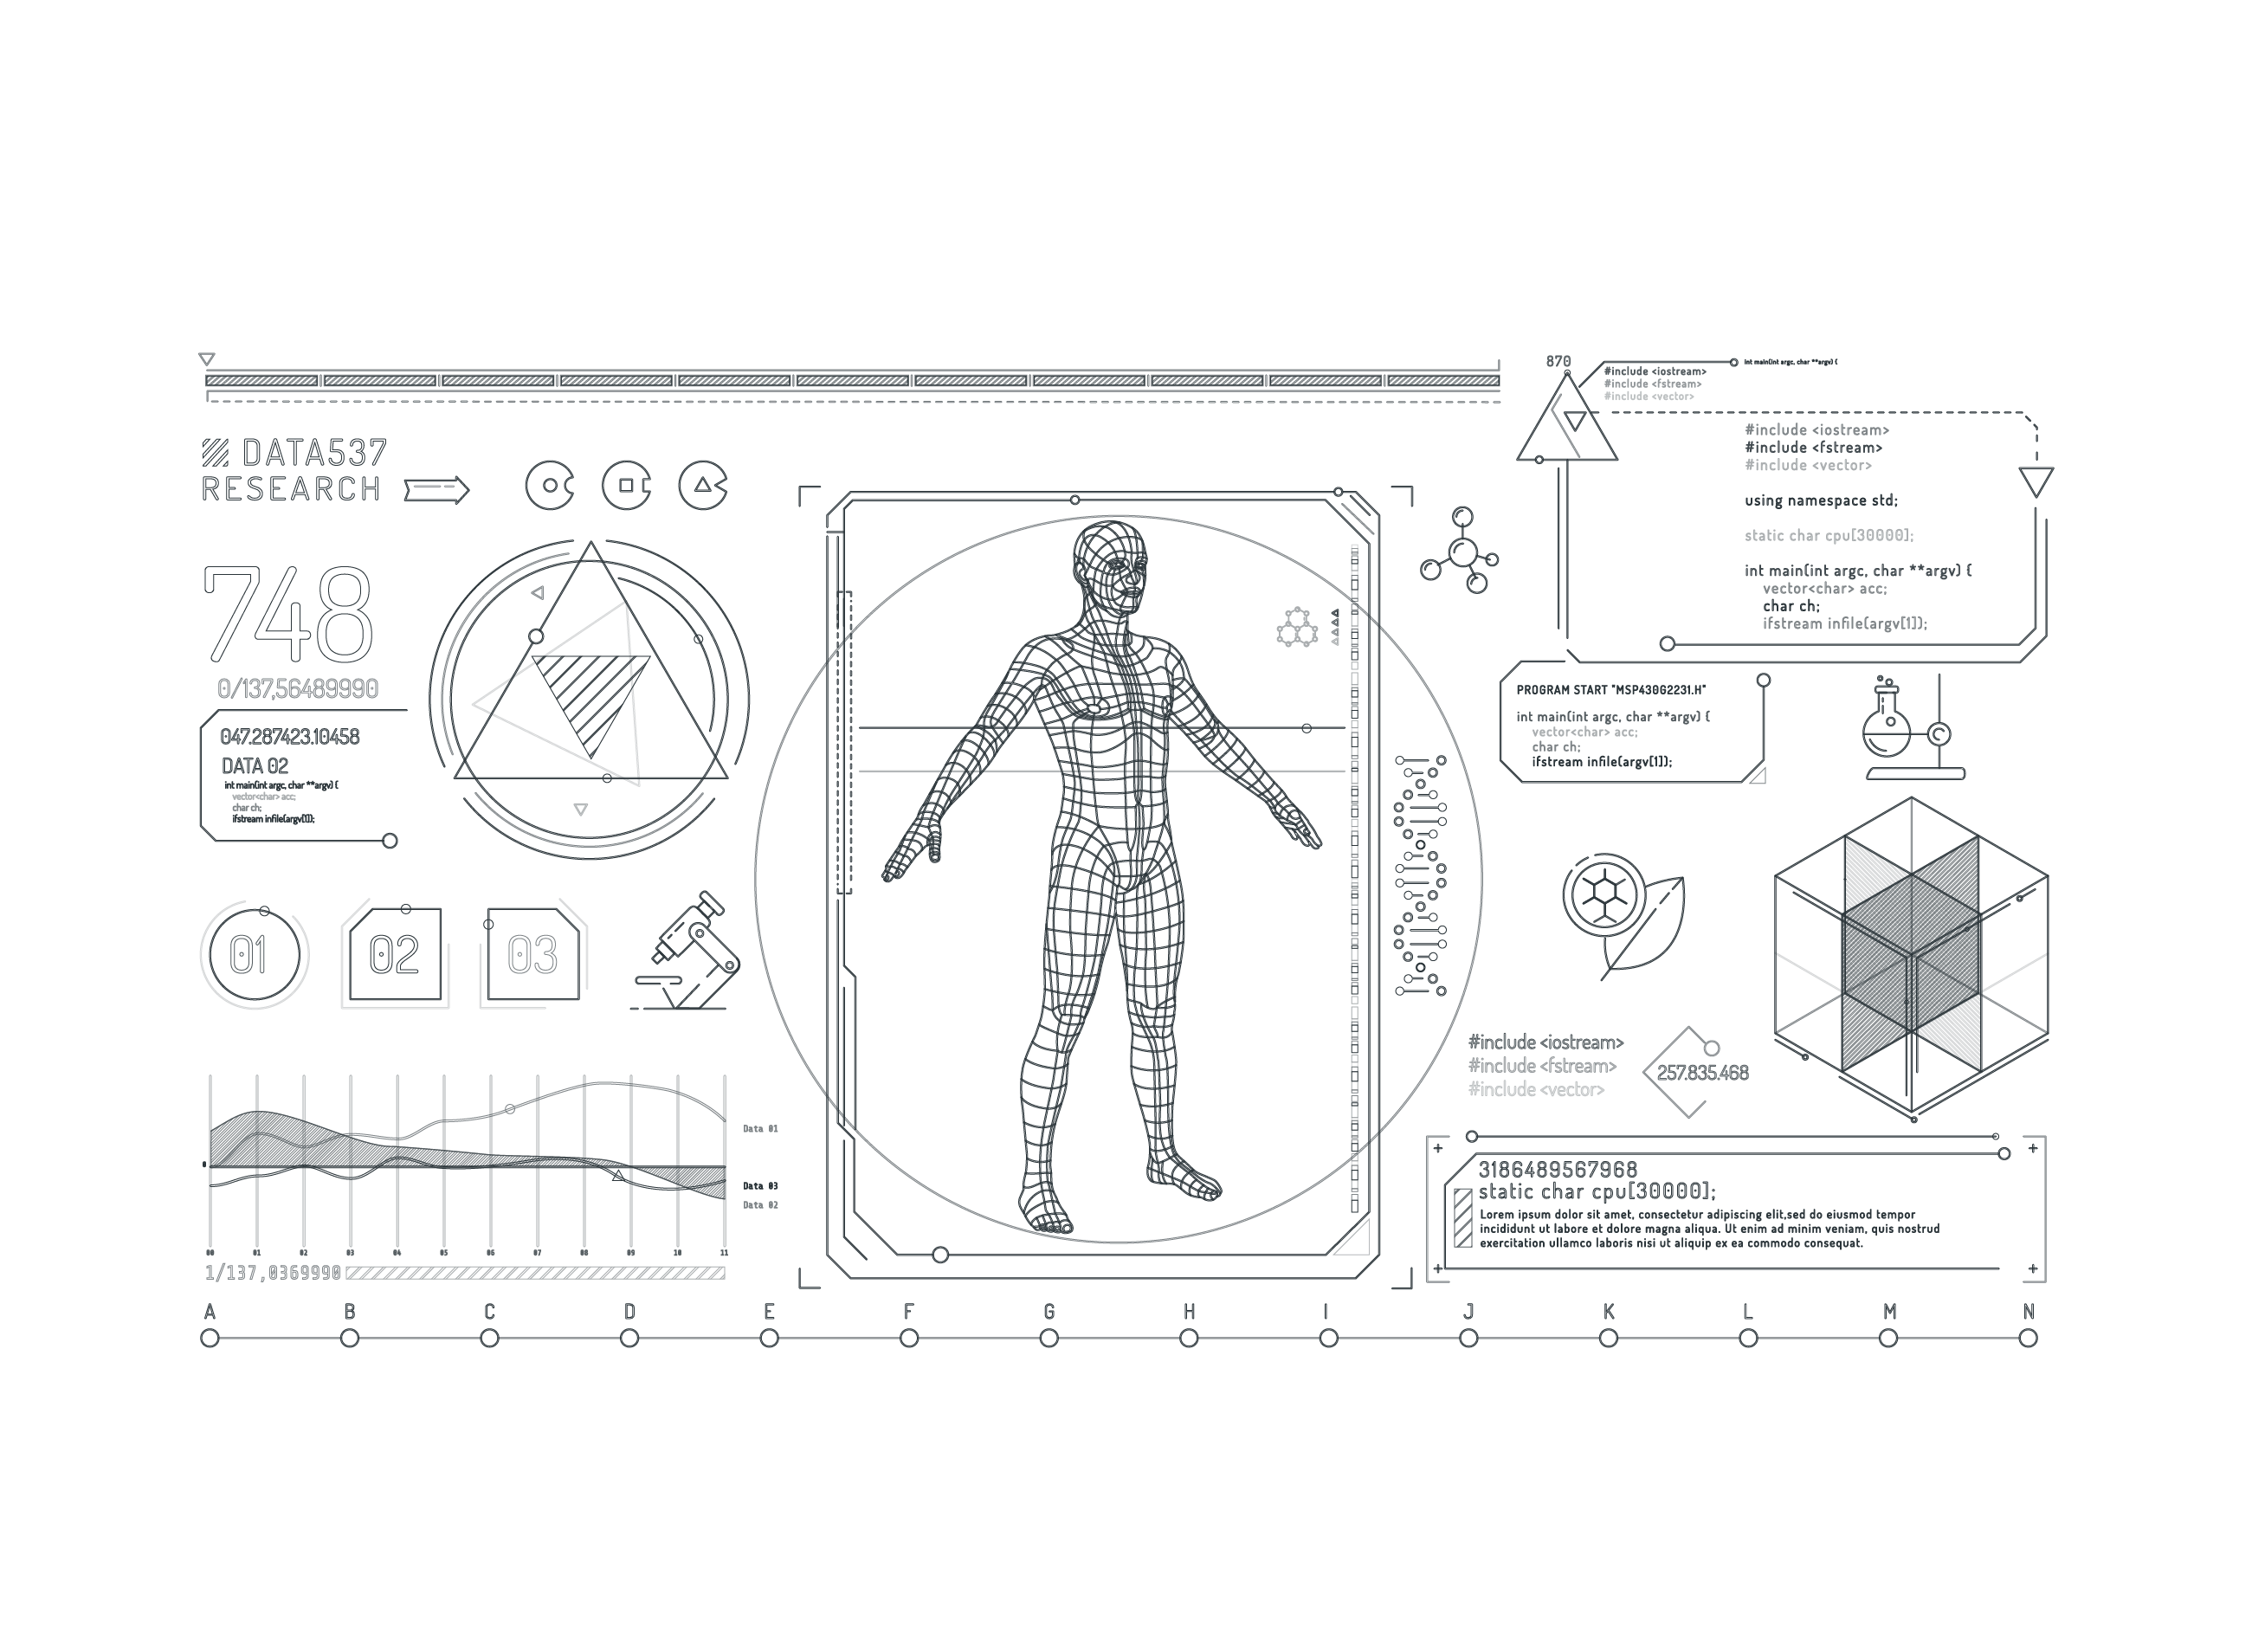 870
int main(int argc, char **argv) {
#include <iostream>
#include <fstream>
#include <vector>
DATA537
RESEARCH
#include <iostream>
#include <fstream>
#include <vector>
using namespace std;
static char cpu[30000];
int main(int argc, char **argv) {
vector<char> acc;
char ch;
ifstream infile(argv[1]);
748
0/137,56489990
047.287423.10458
DATA 02
int main(int argc, char **argv) {
vector<char> acc;
char ch;
ifstream infile(argv[1]);
PROGRAM START "MSP430G2231.H"
int main(int argc, char **argv) {
vector<char> acc;
char ch;
ifstream infile(argv[1]);
01
02
03
#include <iostream>
#include <fstream>
#include <vector>
257.835.468
Data 01
0
Data 03
Data 02
00 01 02 03 04 05 06 07 08 09 10 11
1/137,0369990
3186489567968
static char cpu[30000];
Lorem ipsum dolor sit amet, consectetur adipiscing elit,sed do eiusmod tempor
incididunt ut labore et dolore magna aliqua. Ut enim ad minim veniam, quis nostrud
exercitation ullamco laboris nisi ut aliquip ex ea commodo consequat.
A B C D E F G H I J K L M N